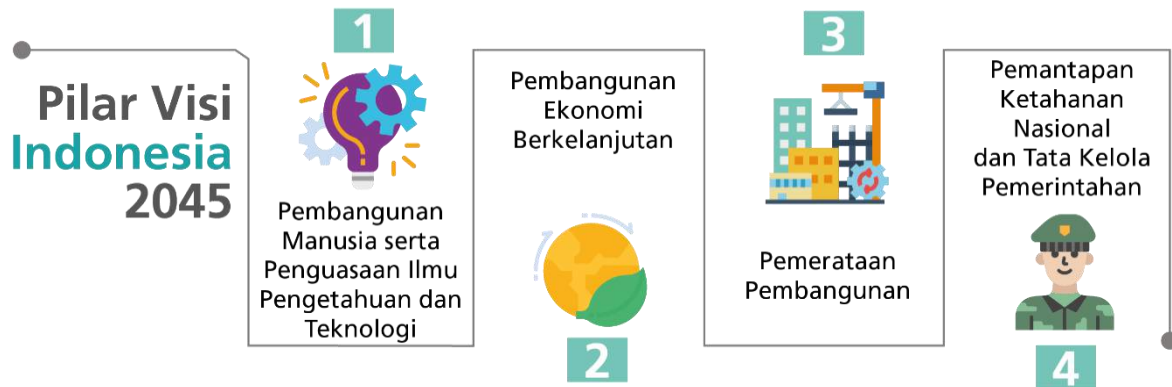 Pilar Visi
Indonesia
2045
1
Pembangunan
Manusia serta
Penguasaan Ilmu
Pengetahuan dan
Teknologi
Pembangunan
Ekonomi
Berkelanjutan
2
3
Pemerataan
Pembangunan
Pemantapan
Ketahanan
Nasional
dan Tata Kelola
Pemerintahan
4